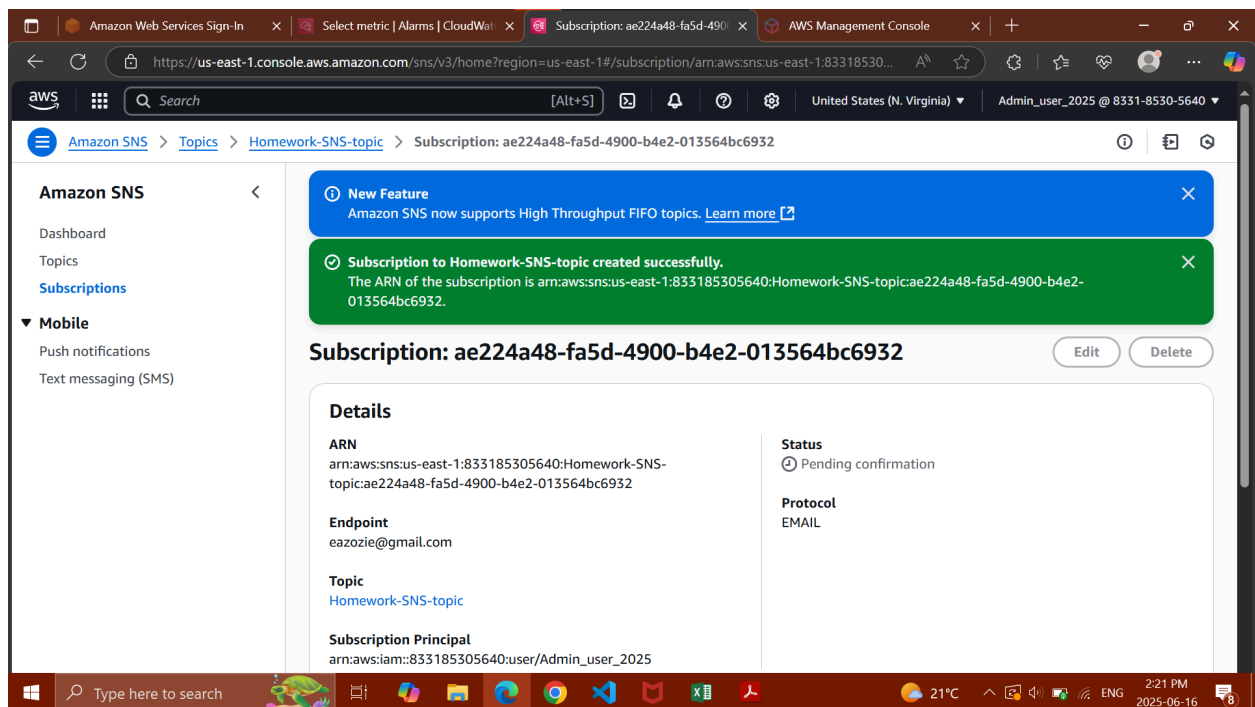 Amazon Web Services Sign-In
Select metric | Alarms | CloudWat
Subscription: ae224a48-fa5d-490
AWS Management Console
https://us-east-1.console.aws.amazon.com/sns/v3/home?region=us-east-1#/subscription/arn:aws:sns:us-east-1:83318530...
aws
Search
[Alt+S]
United States (N. Virginia)
Admin_user_2025 @ 8331-8530-5640
Amazon SNS > Topics > Homework-SNS-topic > Subscription: ae224a48-fa5d-4900-b4e2-013564bc6932
Amazon SNS
Dashboard
Topics
Subscriptions
Mobile
Push notifications
Text messaging (SMS)
New Feature
Amazon SNS now supports High Throughput FIFO topics. Learn more
Subscription to Homework-SNS-topic created successfully.
The ARN of the subscription is arn:aws:sns:us-east-1:833185305640:Homework-SNS-topic:ae224a48-fa5d-4900-b4e2-
013564bc6932.
Subscription: ae224a48-fa5d-4900-b4e2-013564bc6932
Edit
Delete
Details
ARN
arn:aws:sns:us-east-1:833185305640:Homework-SNS-
topic:ae224a48-fa5d-4900-b4e2-013564bc6932
Endpoint
eazozie@gmail.com
Topic
Homework-SNS-topic
Subscription Principal
arn:aws:iam::833185305640:user/Admin_user_2025
Status
Pending confirmation
Protocol
EMAIL
Type here to search
21°C
ENG
2:21 PM
2025-06-16
8